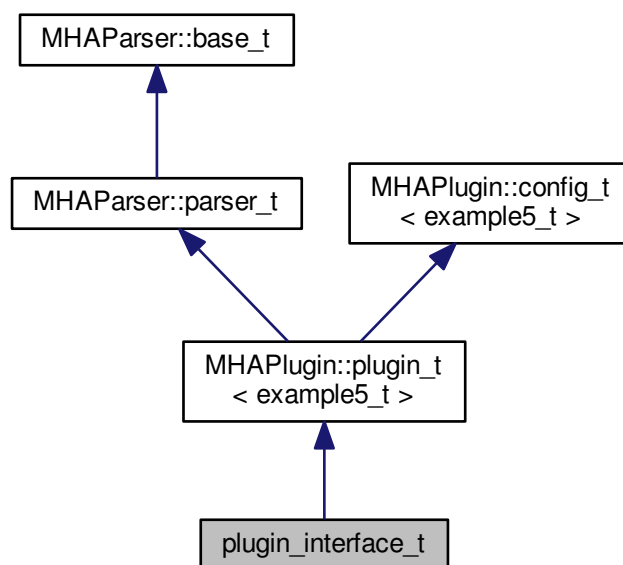 MHAParser::base_t
MHAParser::parser_t
MHAPlugin::config_t
< example5_t >
MHAPlugin::plugin_t
< example5_t >
plugin_interface_t